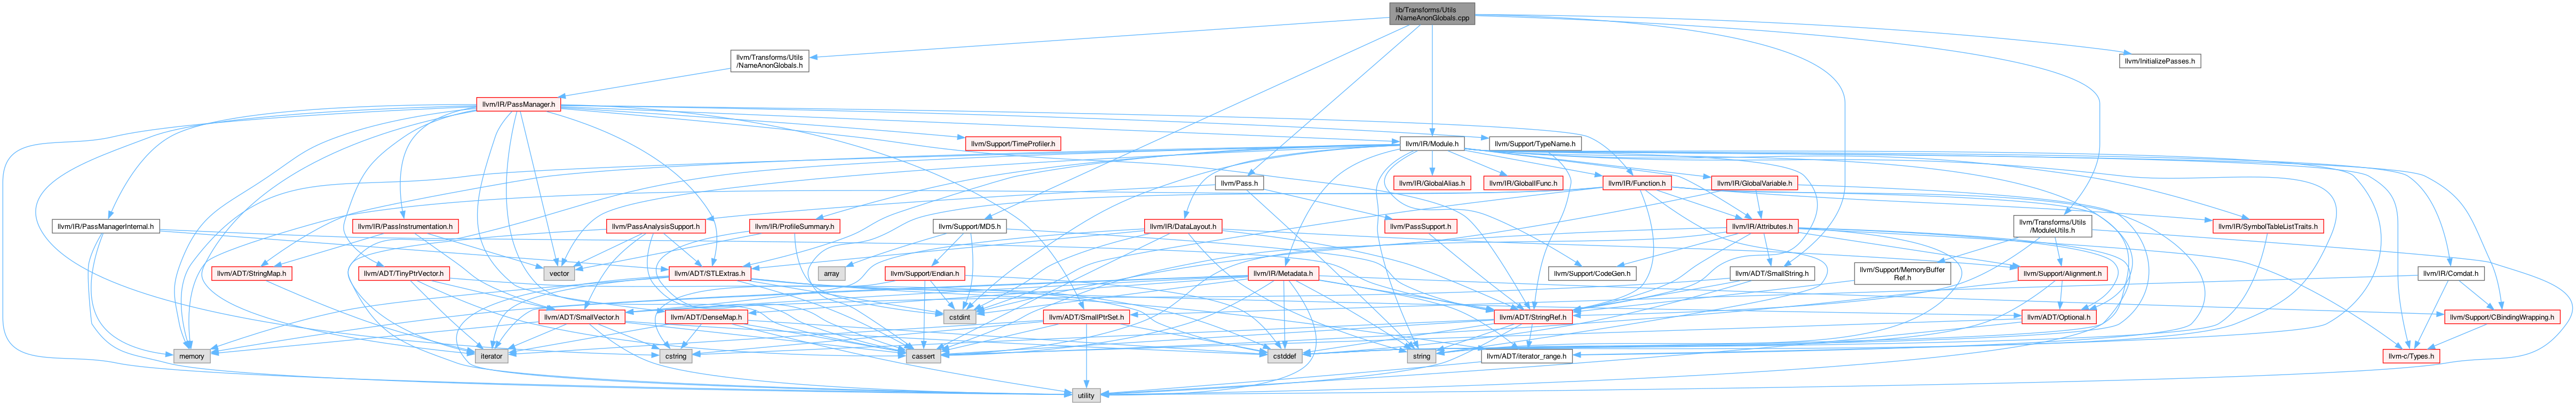 lib/Transforms/Utils
/NameAnonGlobals.cpp
llvm/Transforms/Utils
/NameAnonGlobals.h
llvm/InitializePasses.h
llvm/IR/PassManager.h
llvm/Support/TimeProfiler.h
llvm/IR/Module.h
llvm/Support/TypeName.h
llvm/Pass.h
llvm/IR/GlobalAlias.h
llvm/IR/GlobalIFunc.h
llvm/IR/Function.h
llvm/IR/GlobalVariable.h
llvm/IR/PassManagerInternal.h
llvm/IR/PassInstrumentation.h
llvm/PassAnalysisSupport.h
llvm/IR/ProfileSummary.h
llvm/Support/MD5.h
llvm/IR/DataLayout.h
llvm/PassSupport.h
llvm/IR/Attributes.h
llvm/Transforms/Utils
/ModuleUtils.h
llvm/IR/SymbolTableListTraits.h
llvm/ADT/StringMap.h
llvm/ADT/TinyPtrVector.h
vector
llvm/ADT/STLExtras.h
array
llvm/Support/Endian.h
llvm/IR/Metadata.h
llvm/Support/CodeGen.h
llvm/ADT/SmallString.h
llvm/Support/MemoryBuffer
Ref.h
llvm/Support/Alignment.h
llvm/IR/Comdat.h
llvm/ADT/SmallVector.h
llvm/ADT/DenseMap.h
cstdint
llvm/ADT/SmallPtrSet.h
llvm/ADT/StringRef.h
llvm/ADT/Optional.h
llvm/Support/CBindingWrapping.h
memory
iterator
cstring
cassert
cstddef
string
llvm/ADT/iterator_range.h
llvm-c/Types.h
utility